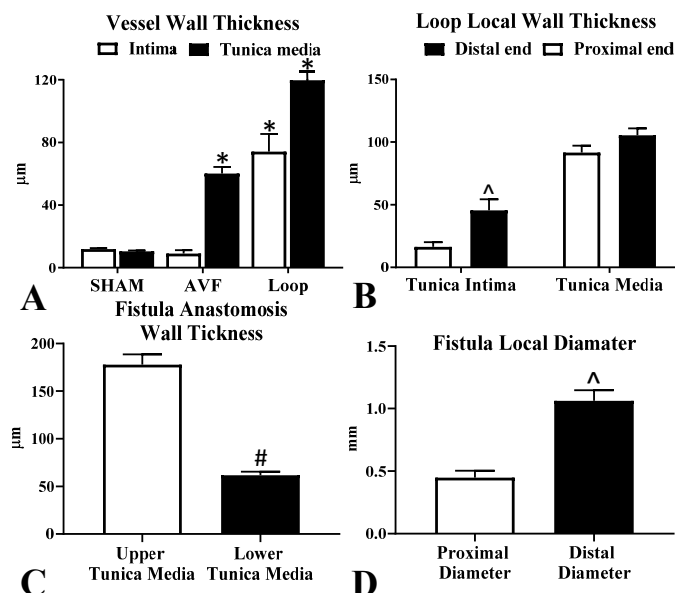 Vessel Wall Thickness
Intima Tunica media
120
80
40
0
μm
* * *
SHAM AVF Loop
A
Loop Local Wall Thickness
Distal end Proximal end
150
100
50
0
μm
^
Tunica Intima Tunica Media
B
Fistula Anastomosis
Wall Tickness
200
150
100
50
0
μm
#
Upper Lower
Tunica Media Tunica Media
C
Fistula Local Diamater
1.5
1.0
0.5
0.0
mm
^
Proximal Distal
Diameter Diameter
D